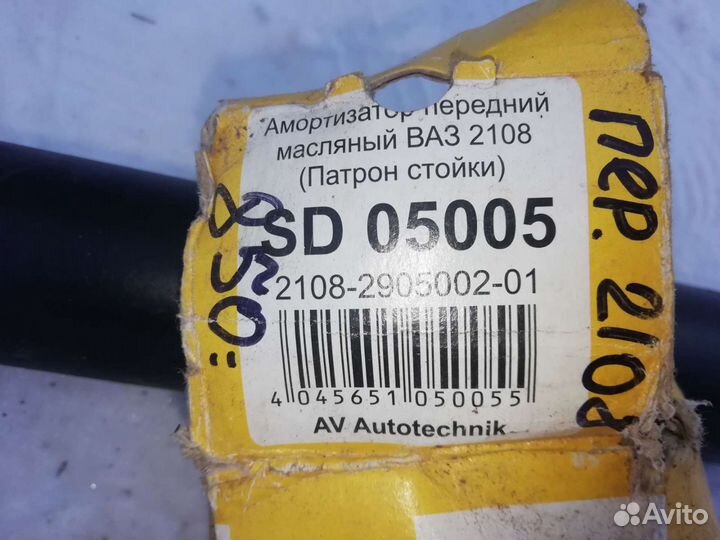 Амортизатор передний
масляный ВАЗ 2108
(Патрон стойки)
SD 05005
2108-2905002-01
4 045651 050055
AV Autotechnik
850=
пер. 2108
Avito